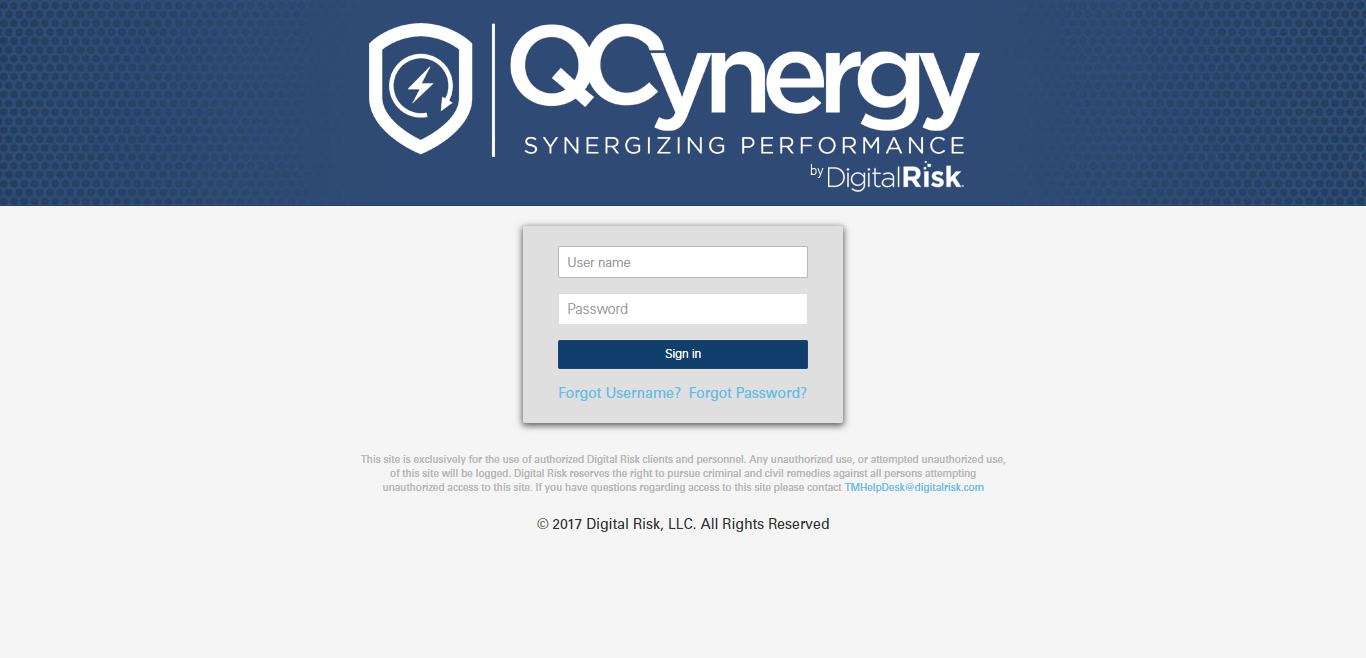 QCynergy
SYNERGIZING PERFORMANCE
by DigitalRisk.
User name
Password
Sign in
Forgot Username? Forgot Password?
This site is exclusively for the use of authorized Digital Risk clients and personnel. Any unauthorized use, or attempted unauthorized use,
of this site will be logged. Digital Risk reserves the right to pursue criminal and civil remedies against all persons attempting
unauthorized access to this site. If you have questions regarding access to this site please contact TMHelpDesk@digitalrisk.com
© 2017 Digital Risk, LLC. All Rights Reserved